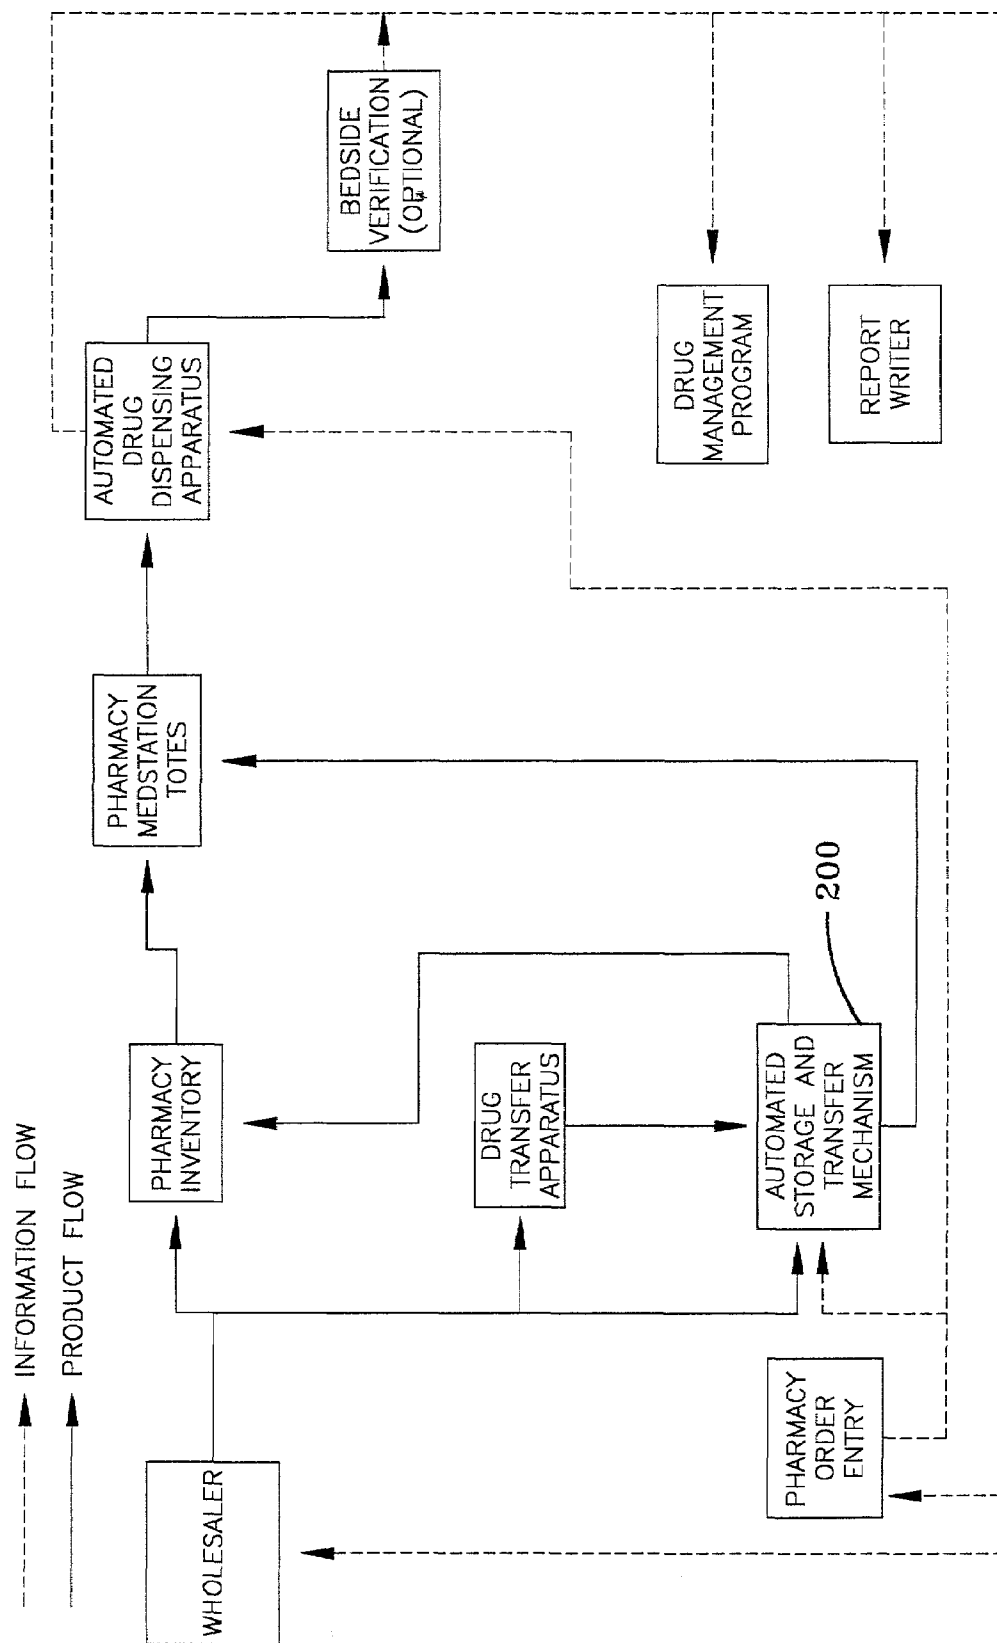 INFORMATION FLOW
PRODUCT FLOW
WHOLESALER
PHARMACY
INVENTORY
PHARMACY
MEDSTATION
TOTES
AUTOMATED
DRUG
DISPENSING
APPARATUS
BEDSIDE
VERIFICATION
(OPTIONAL)
DRUG
TRANSFER
APPARATUS
PHARMACY
ORDER
ENTRY
AUTOMATED
STORAGE AND
TRANSFER
MECHANISM
200
DRUG
MANAGEMENT
PROGRAM
REPORT
WRITER